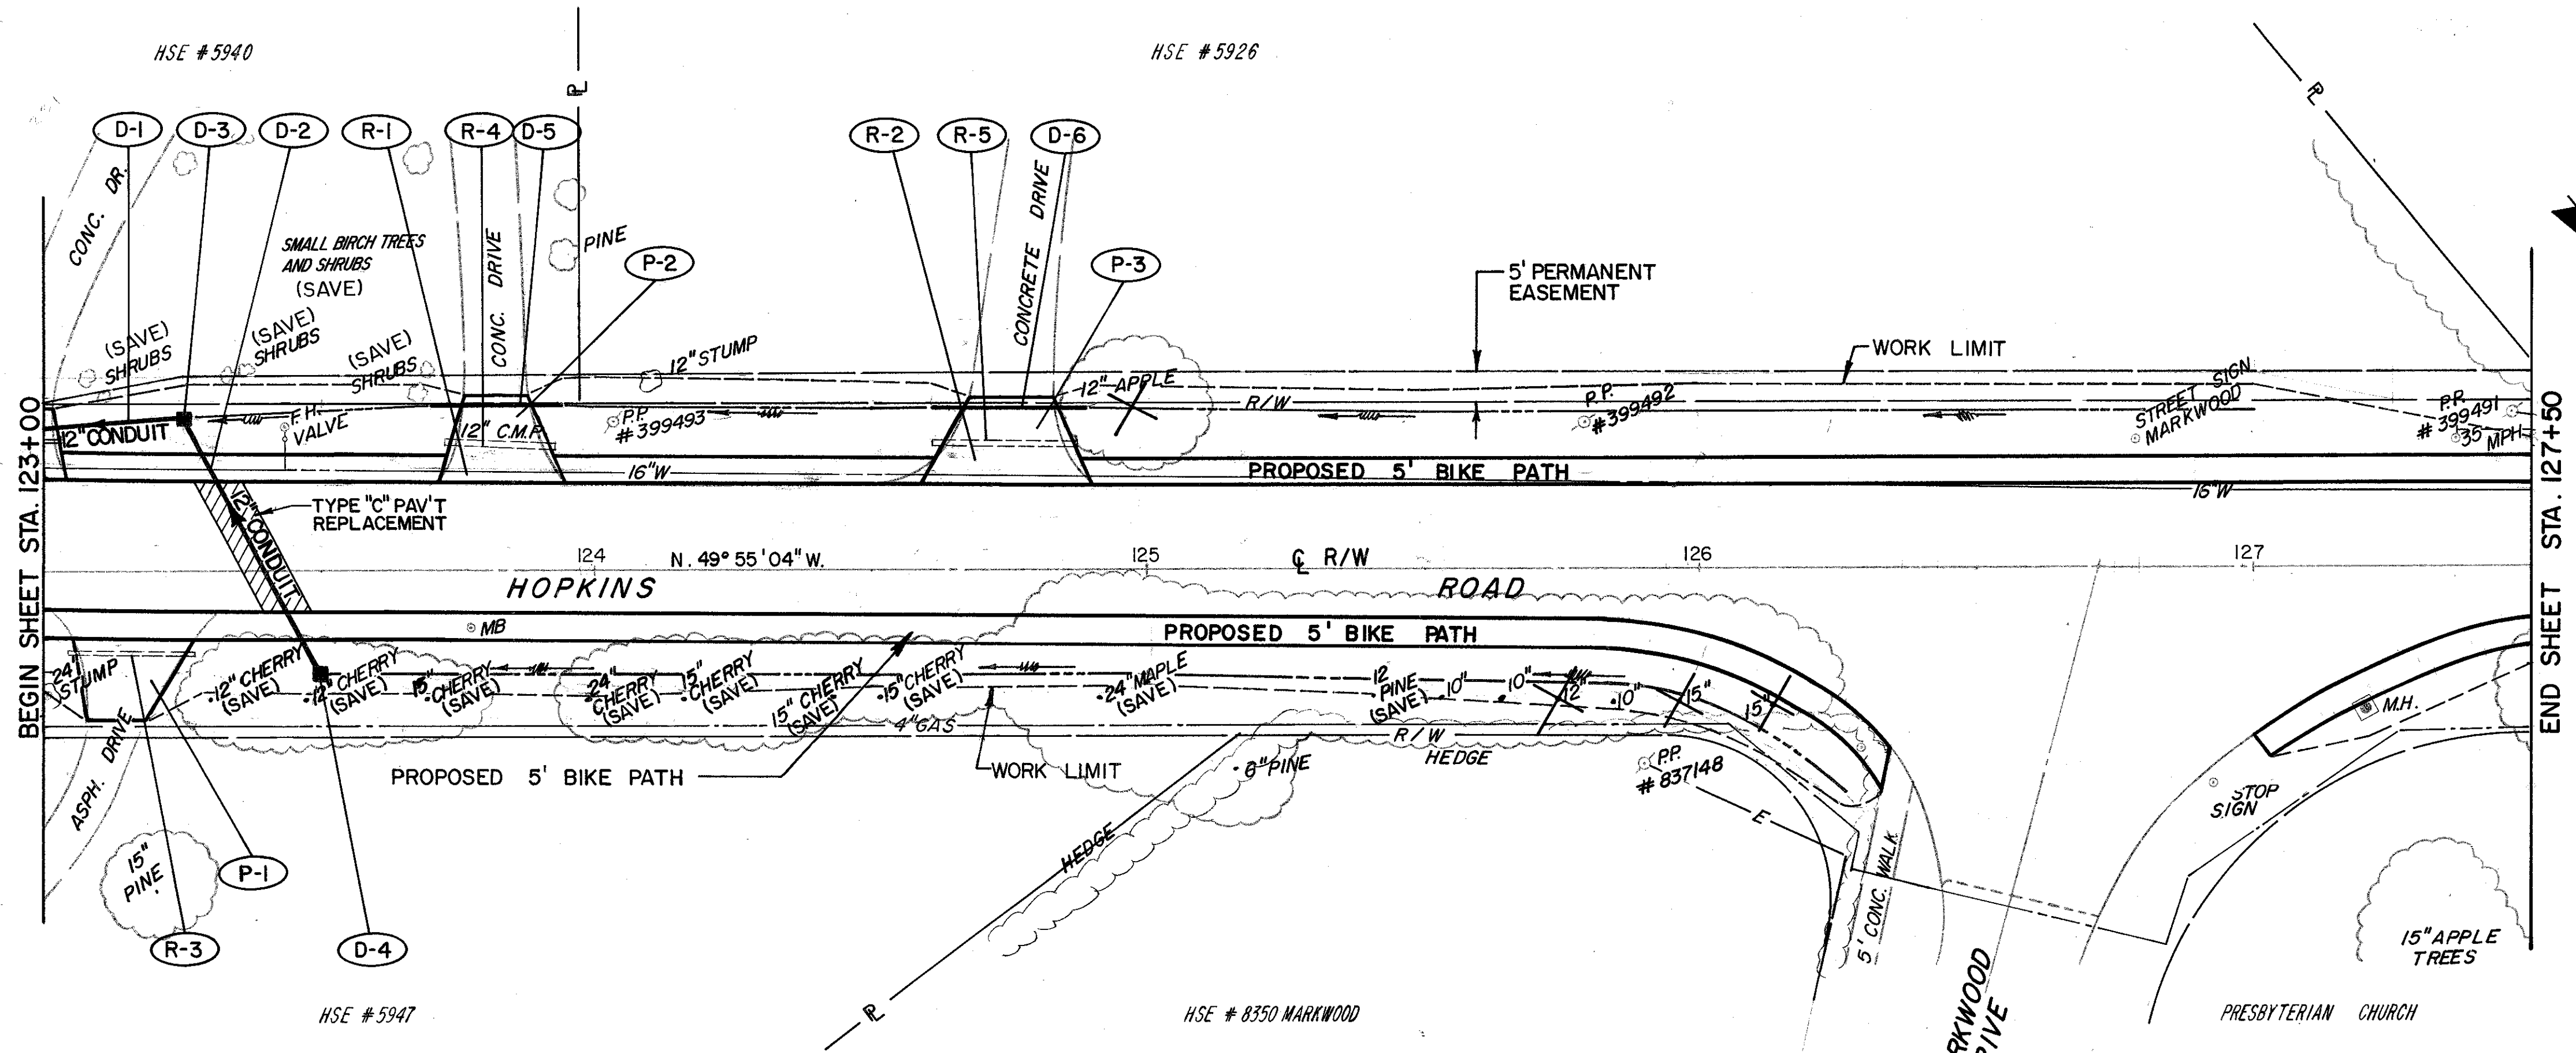 HSE #5940
HSE #5926
℄
℄
D-1
D-3
D-2
R-1
R-4
D-5
R-2
R-5
D-6
CONC. DR.
SMALL BIRCH TREES
AND SHRUBS
(SAVE)
CONC. DRIVE
PINE
P-2
CONCRETE DRIVE
P-3
5' PERMANENT
EASEMENT
WORK LIMIT
(SAVE)
SHRUBS
(SAVE)
SHRUBS
(SAVE)
SHRUBS
12" STUMP
12" APPLE
R/W
P.P.
#399492
STREET SIGN
MARKWOOD
P.P.
# 399491
35 MPH
12" CONDUIT
F.H.
VALVE
12" C.M.P.
P.P.
# 399493
16" W
PROPOSED 5' BIKE PATH
16" W
BEGIN SHEET STA. 123+00
END SHEET STA. 127+50
TYPE "C" PAV'T
REPLACEMENT
12" CONDUIT
124
N. 49° 55' 04" W.
125
℄ R/W
126
127
HOPKINS ROAD
MB
PROPOSED 5' BIKE PATH
24"
STUMP
12" CHERRY
(SAVE)
12" CHERRY
(SAVE)
15"
CHERRY
(SAVE)
24"
CHERRY
(SAVE)
15"
CHERRY
(SAVE)
15" CHERRY
(SAVE)
15" CHERRY
(SAVE)
24" MAPLE
(SAVE)
12
PINE
(SAVE)
10"
10"
12"
10"
15"
15"
4" GAS
R/W
HEDGE
M.H.
ASPH. DRIVE
PROPOSED 5' BIKE PATH
WORK LIMIT
6" PINE
P.P.
# 837148
E
STOP
SIGN
HEDGE
15"
PINE
P-1
5' CONC. WALK
R-3
D-4
15" APPLE
TREES
HSE #5947
HSE # 8350 MARKWOOD
PRESBYTERIAN CHURCH